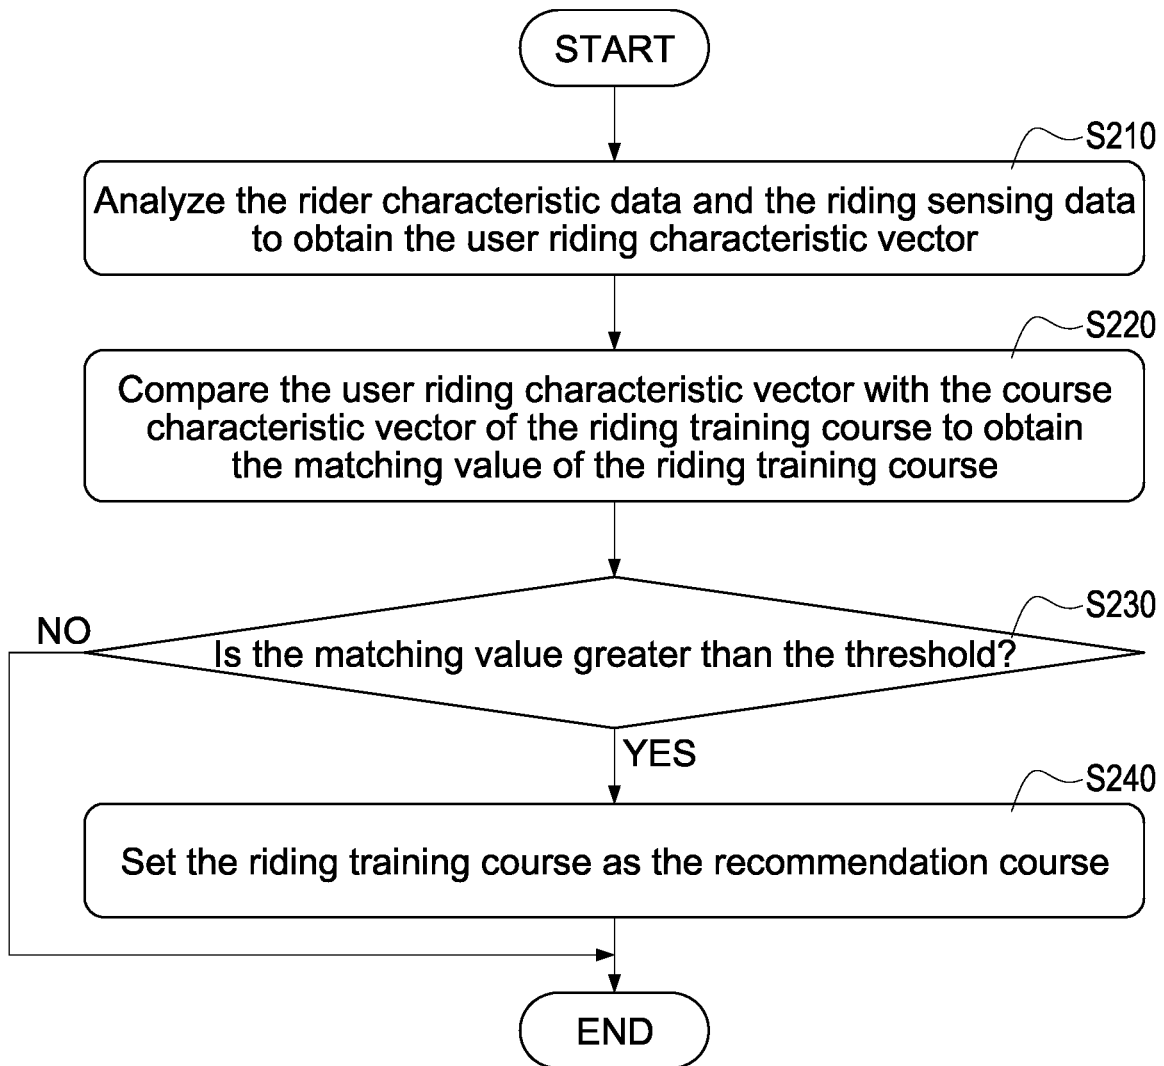 START
S210
Analyze the rider characteristic data and the riding sensing data
to obtain the user riding characteristic vector
S220
Compare the user riding characteristic vector with the course
characteristic vector of the riding training course to obtain
the matching value of the riding training course
S230
NO
Is the matching value greater than the threshold?
YES
S240
Set the riding training course as the recommendation course
END